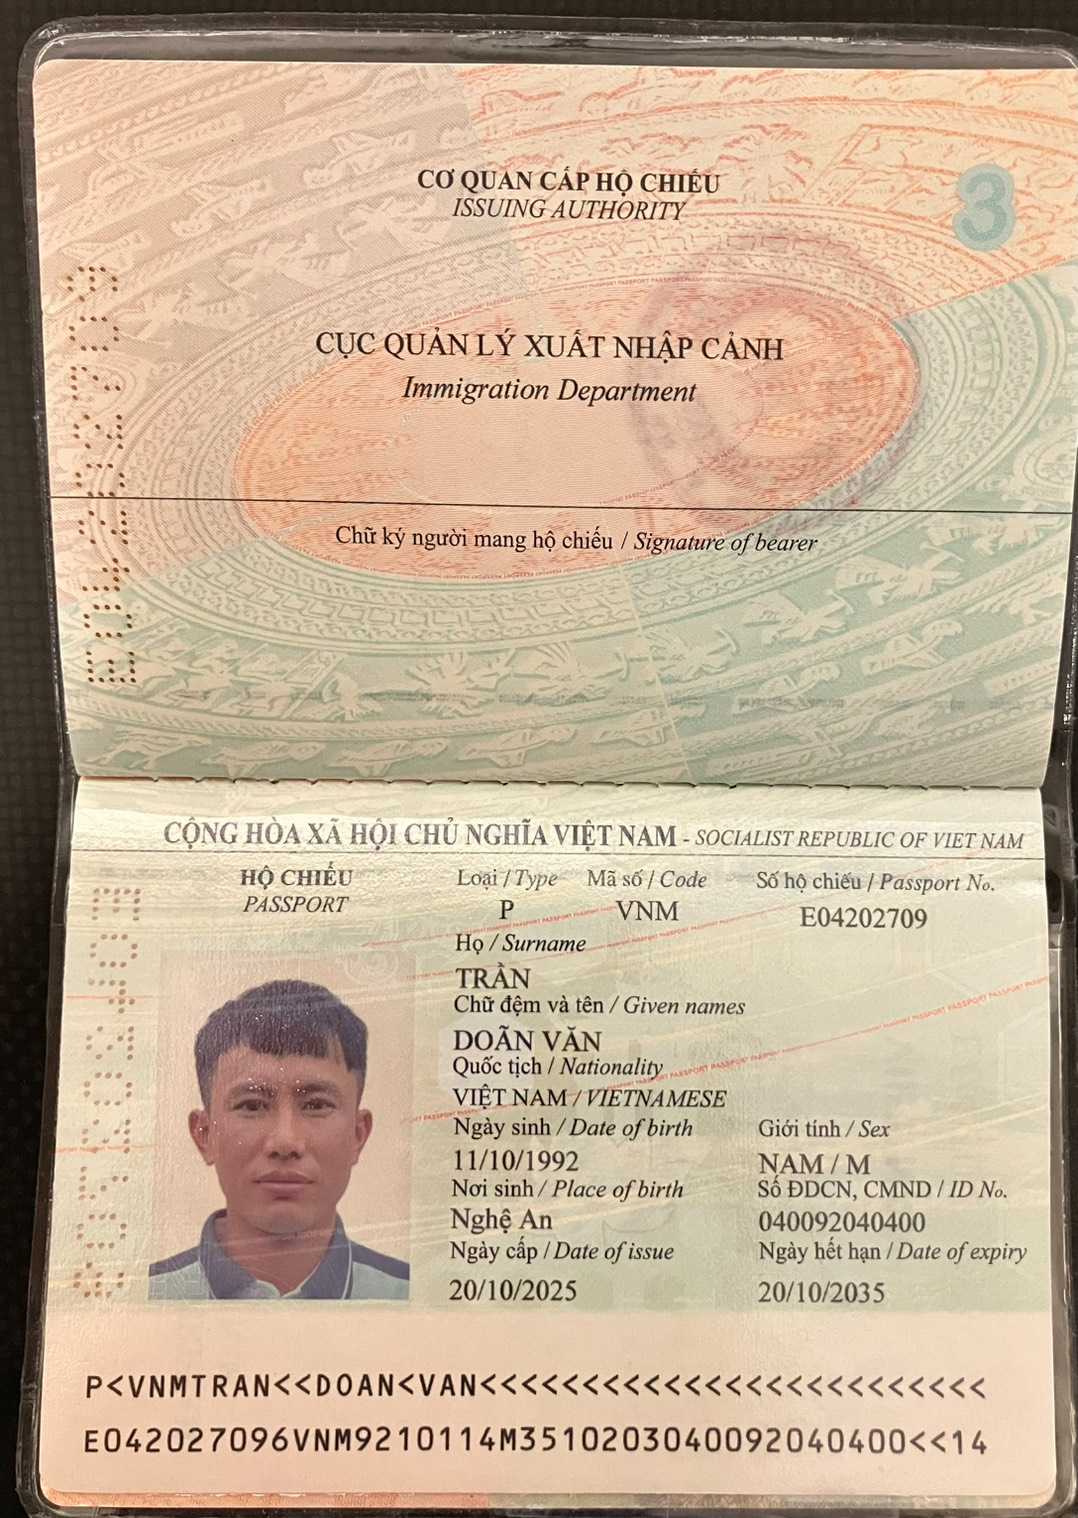 CƠ QUAN CẤP HỘ CHIẾU
ISSUING AUTHORITY
3
CỤC QUẢN LÝ XUẤT NHẬP CẢNH
Immigration Department
Chữ ký người mang hộ chiếu / Signature of bearer
E04202709
CỘNG HÒA XÃ HỘI CHỦ NGHĨA VIỆT NAM - SOCIALIST REPUBLIC OF VIET NAM
HỘ CHIẾU
PASSPORT
Loại / Type Mã số / Code Số hộ chiếu / Passport No.
P VNM E04202709
Họ / Surname
TRẦN
Chữ đệm và tên / Given names
DOÃN VĂN
Quốc tịch / Nationality
VIỆT NAM / VIETNAMESE
Ngày sinh / Date of birth Giới tính / Sex
11/10/1992 NAM / M
Nơi sinh / Place of birth Số ĐDCN, CMND / ID No.
Nghệ An 040092040400
Ngày cấp / Date of issue Ngày hết hạn / Date of expiry
20/10/2025 20/10/2035
E04202709
P<VNMTRAN<<DOAN<VAN<<<<<<<<<<<<<<<<<<<<<<<<<
E042027096VNM9210114M3510203040092040400<<14